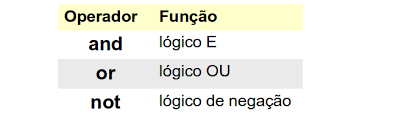 Operador Função
and lógico E
or lógico OU
not lógico de negação